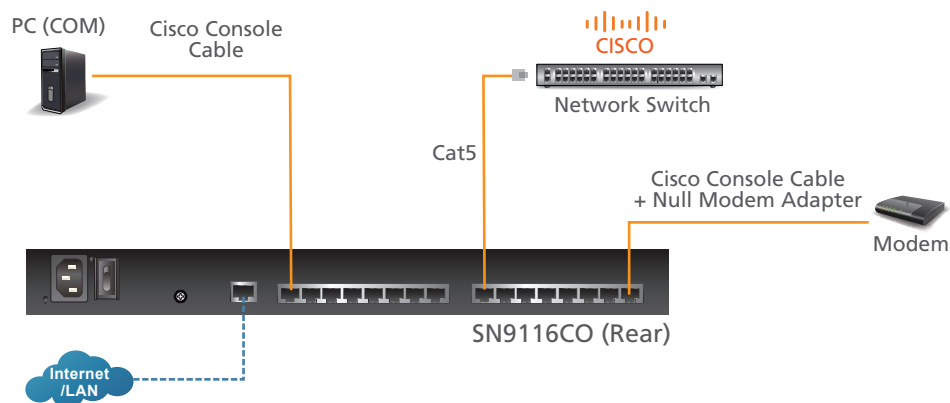 PC (COM)
Cisco Console
Cable
CISCO
Network Switch
Cat5
Cisco Console Cable
+ Null Modem Adapter
Modem
SN9116CO (Rear)
Internet
/LAN